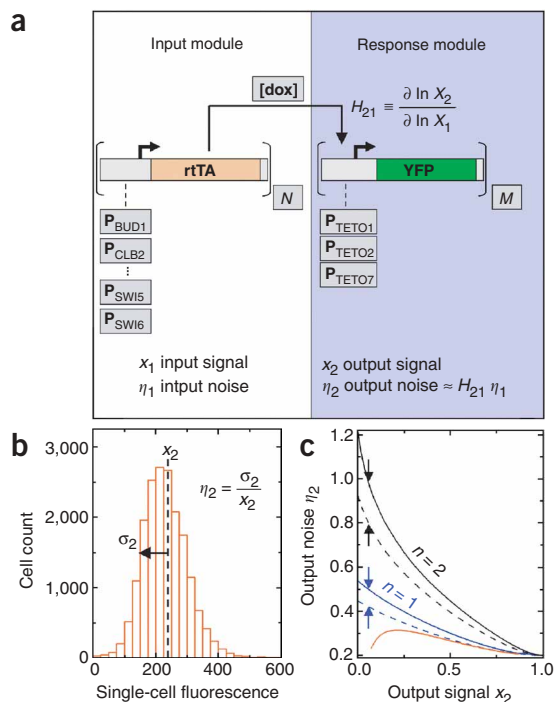 a
Input module
Response module
[dox]
H21 ≡ ∂ ln X2 / ∂ ln X1
rtTA
YFP
N
M
PBUD1
PCLB2
⋮
PSWI5
PSWI6
PTETO1
PTETO2
PTETO7
x1 input signal
η1 intput noise
x2 output signal
η2 output noise ≈ H21 η1
b
3,000
2,000
1,000
0
Cell count
x2
η2 = σ2 / x2
σ2
0 200 400 600
Single-cell fluorescence
c
1.2
1.0
0.8
0.6
0.4
0.2
Output noise η2
n = 2
n = 1
0 0.5 1.0
Output signal x2